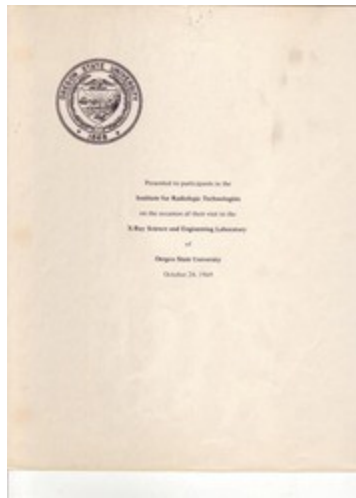 OREGON STATE UNIVERSITY
1868
Presented to participants in the
Institute for Radiologic Technologists
on the occasion of their visit to the
X-Ray Science and Engineering Laboratory
of
Oregon State University
October 24, 1969